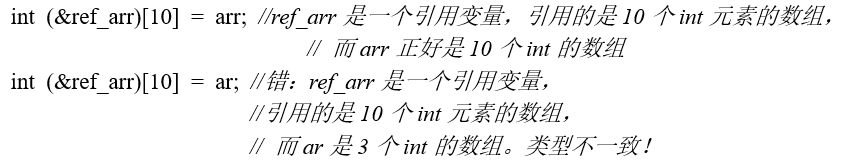 int (&ref_arr)[10] = arr; //ref_arr 是一个引用变量，引用的是 10 个 int 元素的数组，
// 而 arr 正好是 10 个 int 的数组
int (&ref_arr)[10] = ar; //错：ref_arr 是一个引用变量，
//引用的是 10 个 int 元素的数组，
// 而 ar 是 3 个 int 的数组。类型不一致！